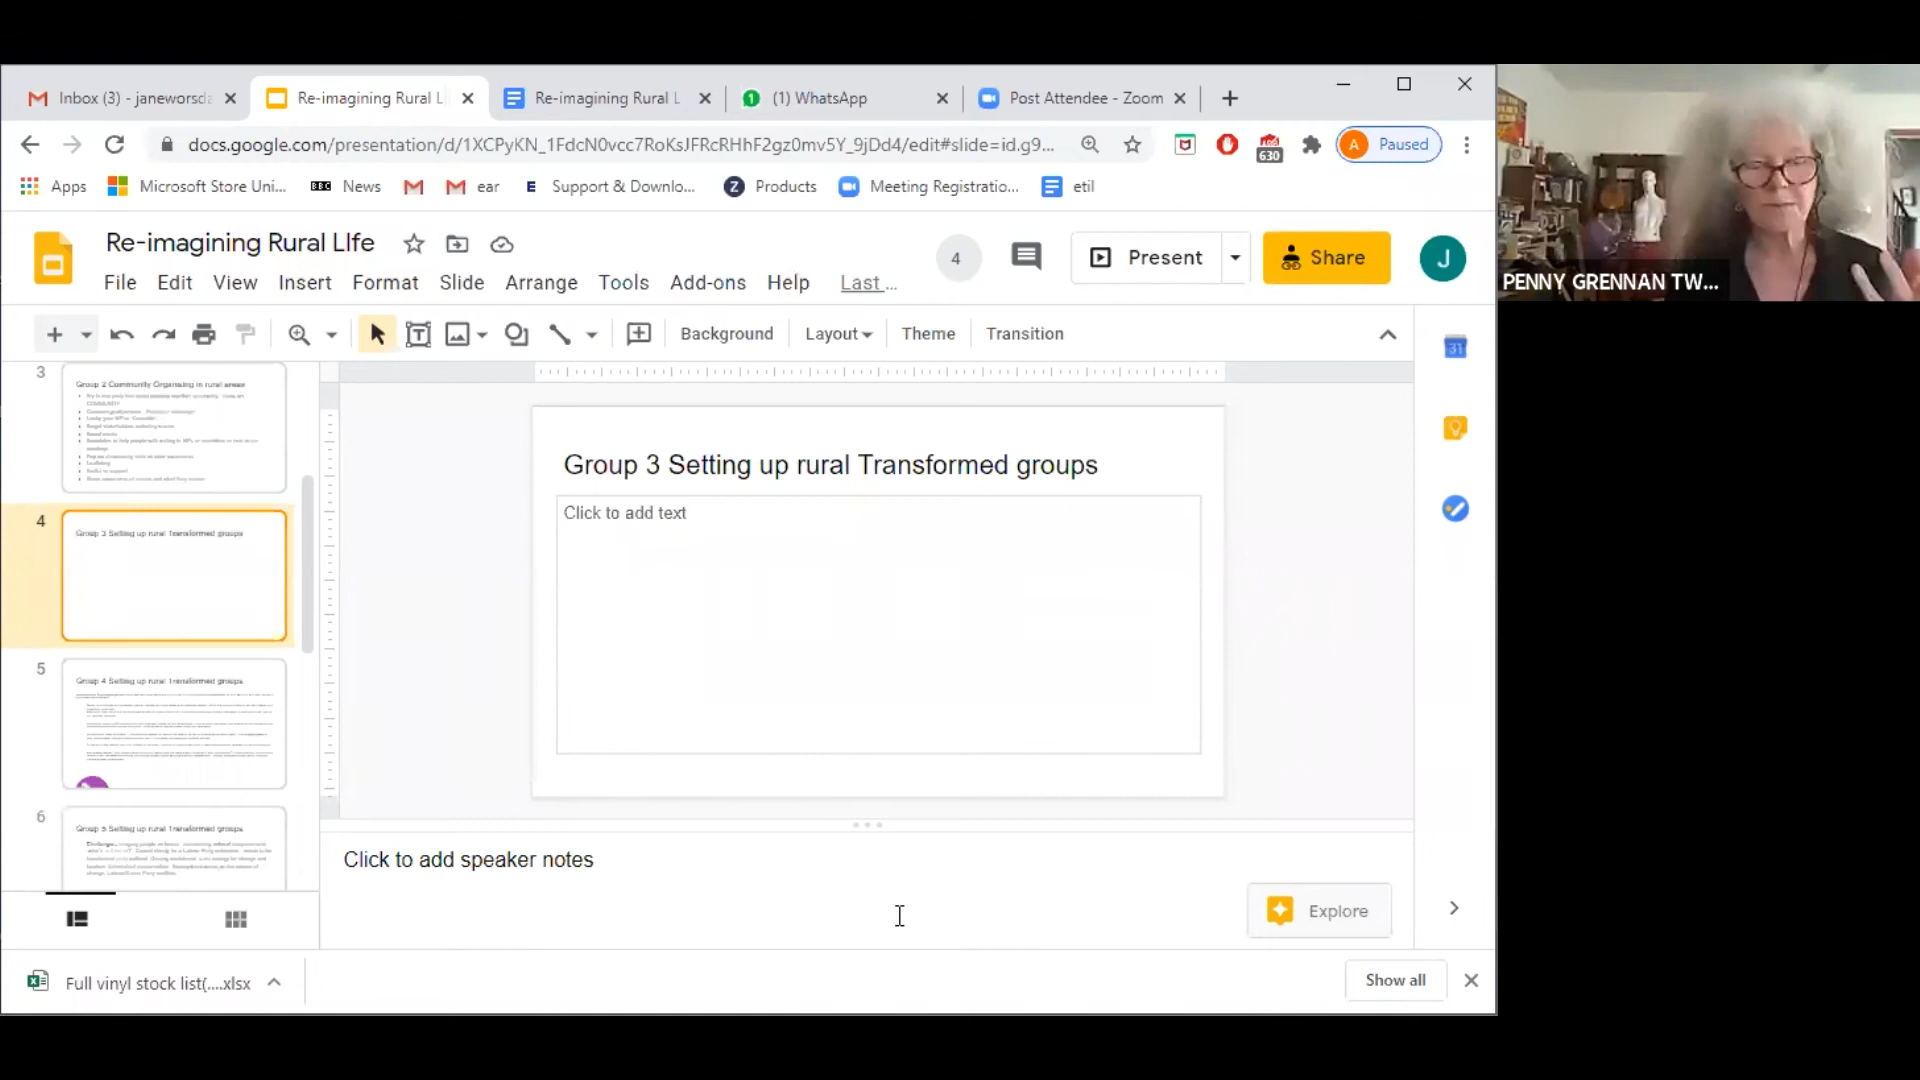 Inbox (3) - janeworsda
Re-imagining Rural L
Re-imagining Rural L
1
(1) WhatsApp
Post Attendee - Zoom
docs.google.com/presentation/d/1XCPyKN_1FdcN0vcc7RoKsJFRcRHhF2gz0mv5Y_9jDd4/edit#slide=id.g9...
630
A
Paused
Apps
Microsoft Store Uni...
BBC
News
ear
E
Support & Downlo...
Z
Products
Meeting Registratio...
etil
PENNY GRENNAN TW...
Re-imagining Rural LIfe
4
Present
Share
J
File
Edit
View
Insert
Format
Slide
Arrange
Tools
Add-ons
Help
Last ...
Background
Layout
Theme
Transition
31
3
Group 2 Community Organising in rural areas
4
Group 3 Setting up rural Transformed groups
5
Group 4 Setting up rural Transformed groups
6
Group 5 Setting up rural Transformed groups
Group 3 Setting up rural Transformed groups
Click to add text
Click to add speaker notes
Explore
Full vinyl stock list(....xlsx
Show all